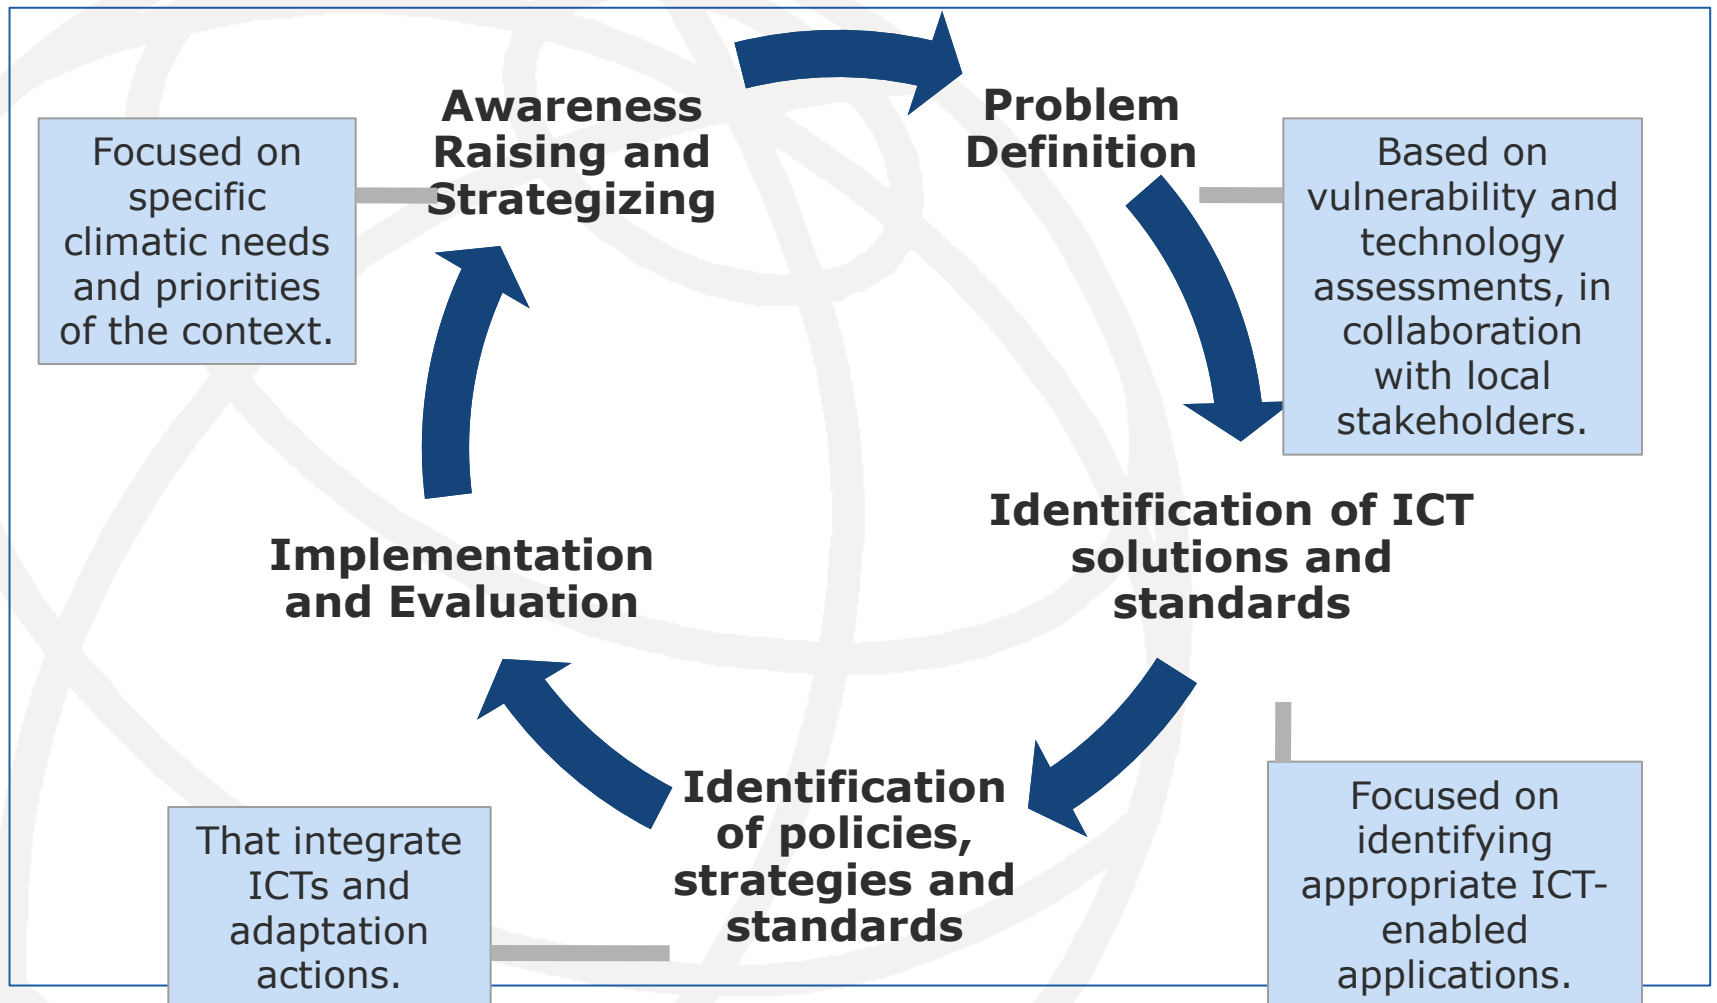 Awareness
Raising and
Strategizing
Focused on
specific
climatic needs
and priorities
of the context.
Problem
Definition
Based on
vulnerability and
technology
assessments, in
collaboration
with local
stakeholders.
Identification of ICT
solutions and
standards
Focused on
identifying
appropriate ICT-
enabled
applications.
Identification
of policies,
strategies and
standards
That integrate
ICTs and
adaptation
actions.
Implementation
and Evaluation